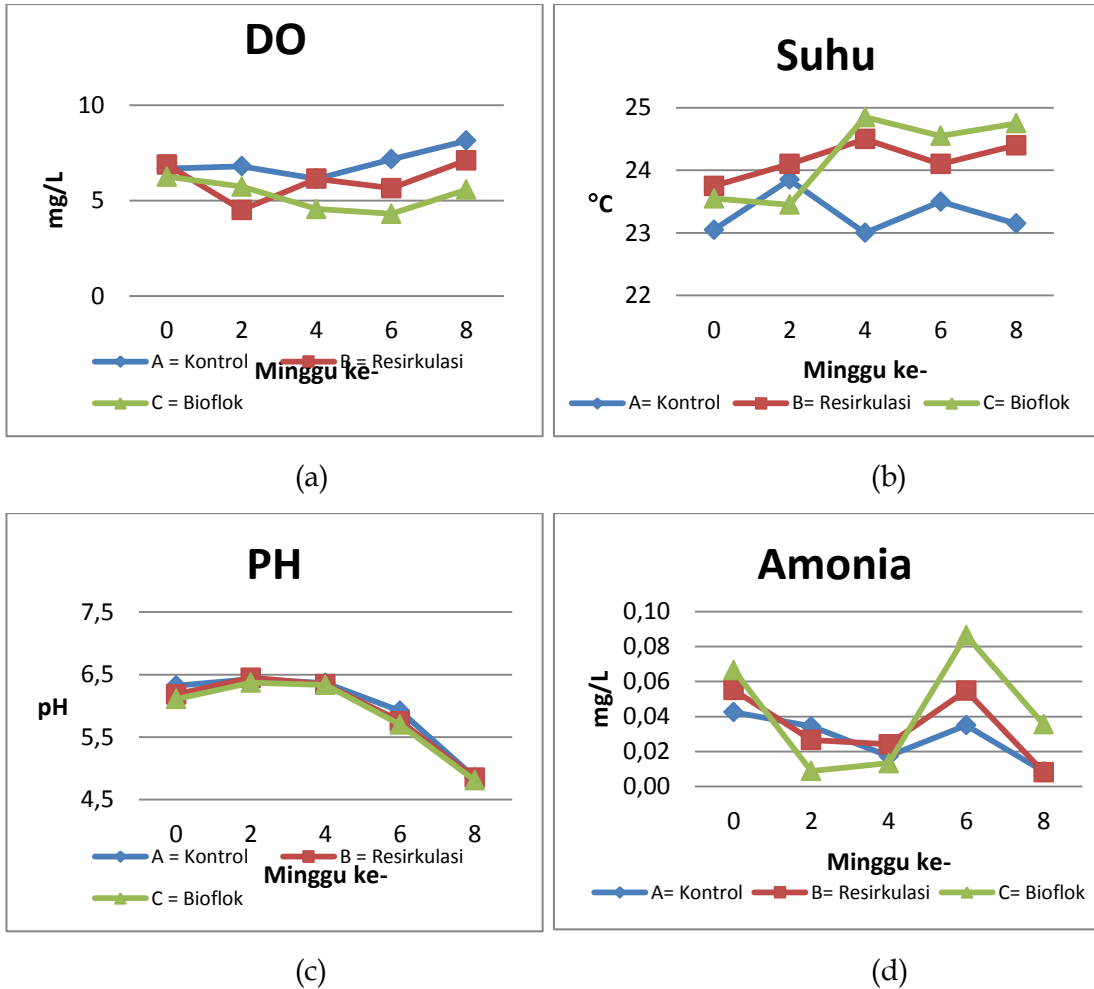 DO
mg/L
10
5
0
0 2 4 6 8
Minggu ke-
A = Kontrol B = Resirkulasi
C = Bioflok
(a)
Suhu
°C
25
24
23
22
0 2 4 6 8
Minggu ke-
A= Kontrol B= Resirkulasi C= Bioflok
(b)
PH
pH
7,5
6,5
5,5
4,5
0 2 4 6 8
Minggu ke-
A = Kontrol B = Resirkulasi
C = Bioflok
(c)
Amonia
mg/L
0,10
0,08
0,06
0,04
0,02
0,00
0 2 4 6 8
Minggu ke-
A= Kontrol B= Resirkulasi C= Bioflok
(d)